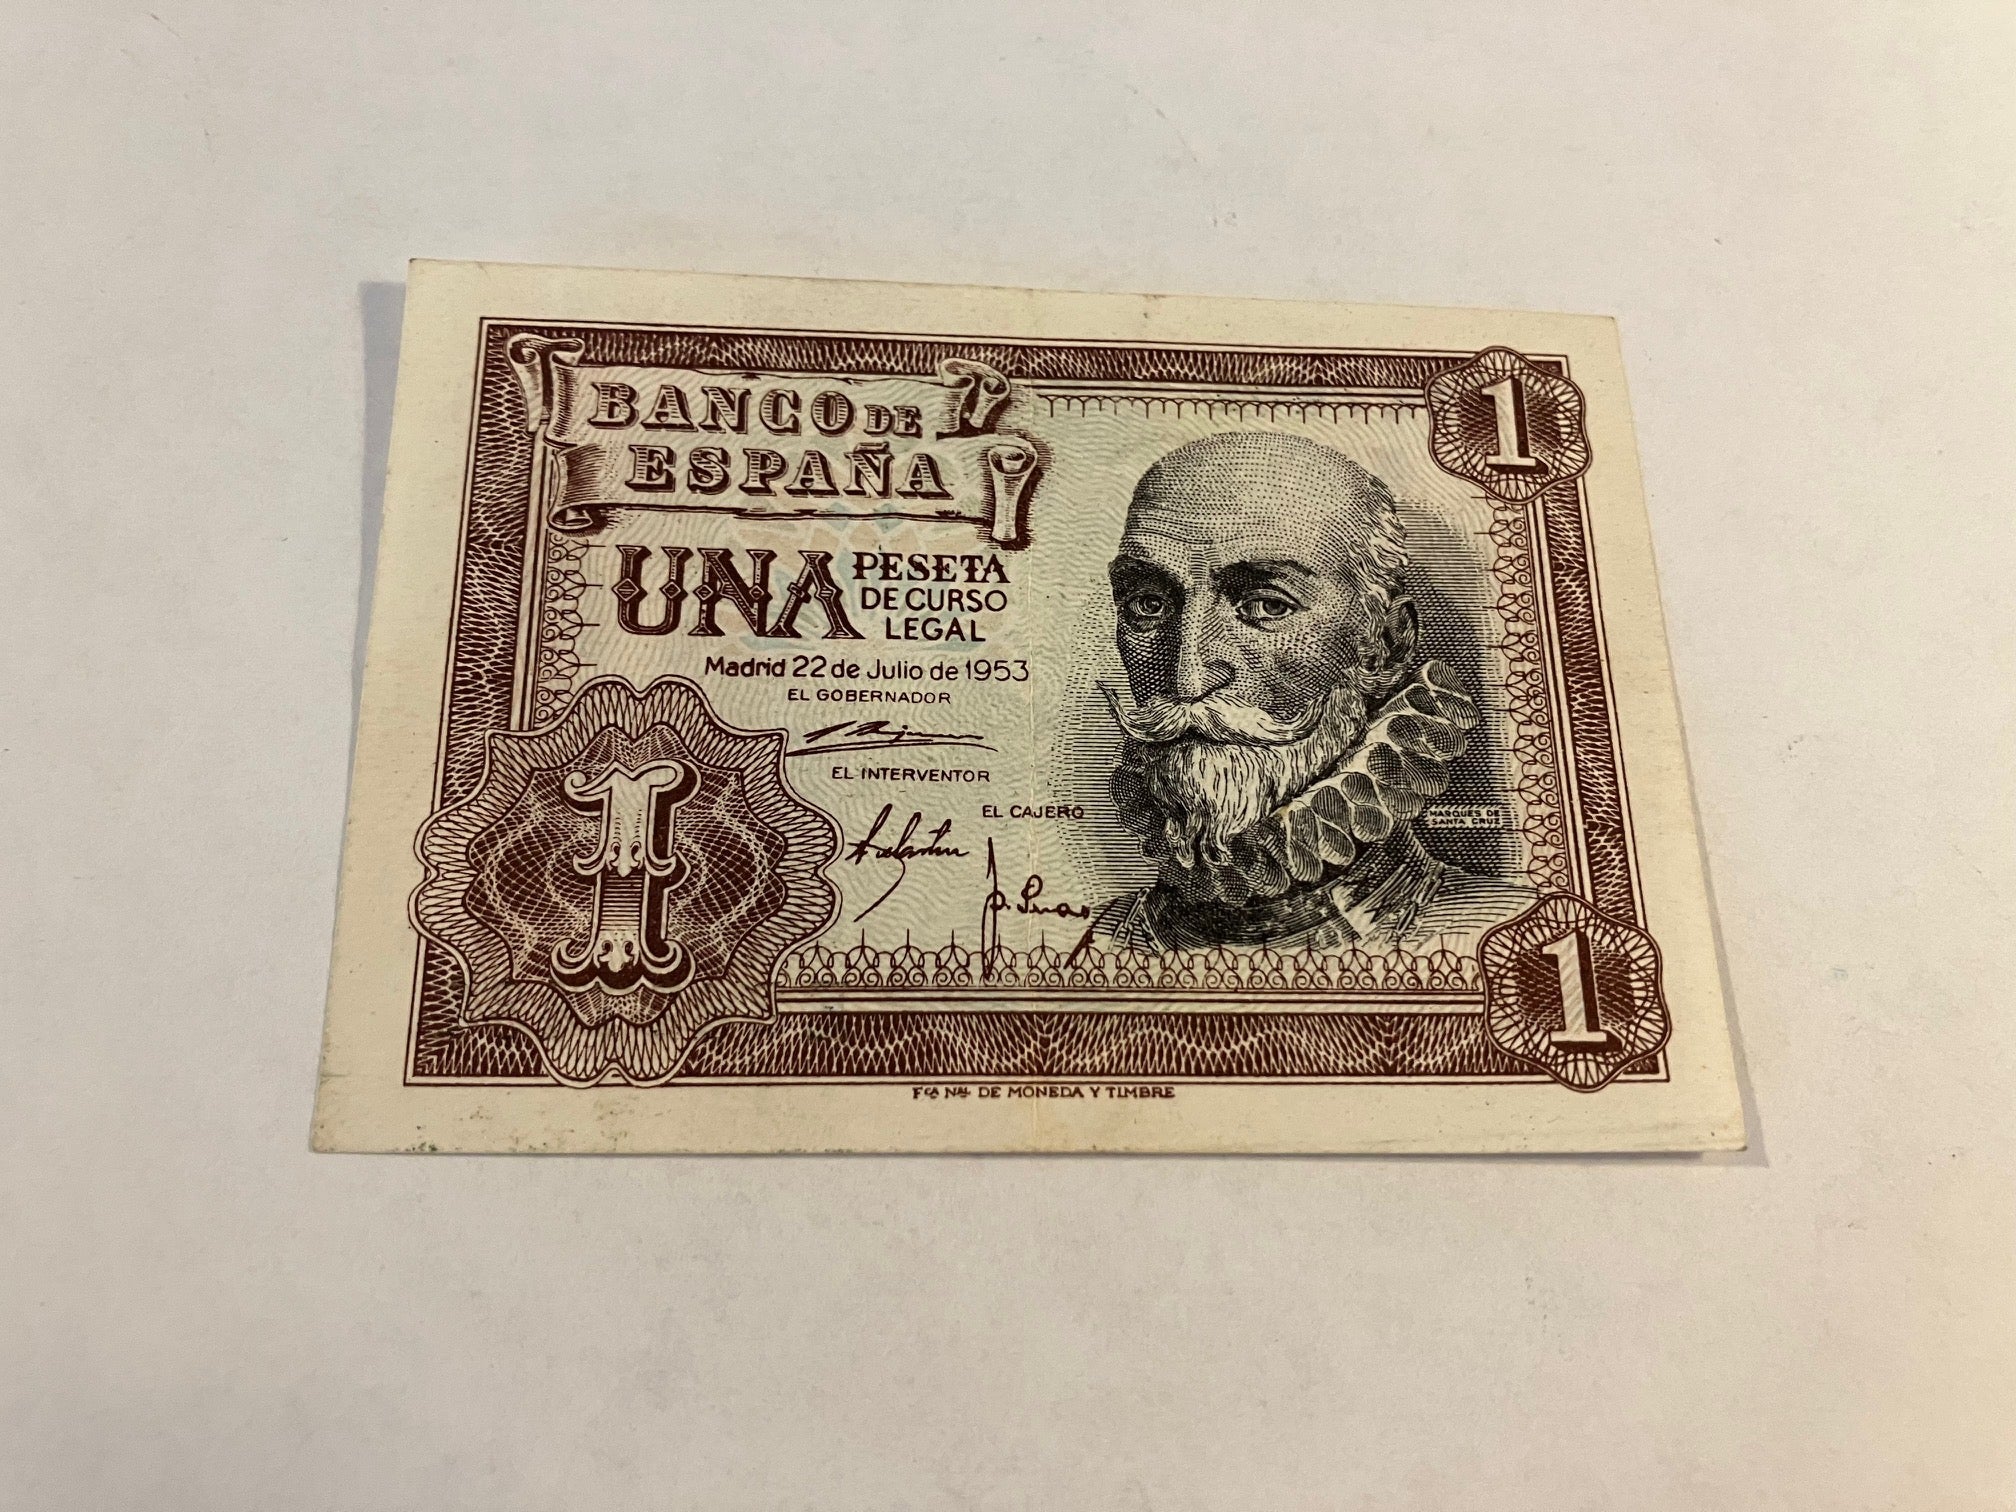 BANCO DE
ESPAÑA
1
UNA PESETA
DE CURSO
LEGAL
Madrid 22 de Julio de 1953
EL GOBERNADOR
EL INTERVENTOR
EL CAJERO
MARQUES DE
SANTA CRUZ
1
1
FCA NAL DE MONEDA Y TIMBRE